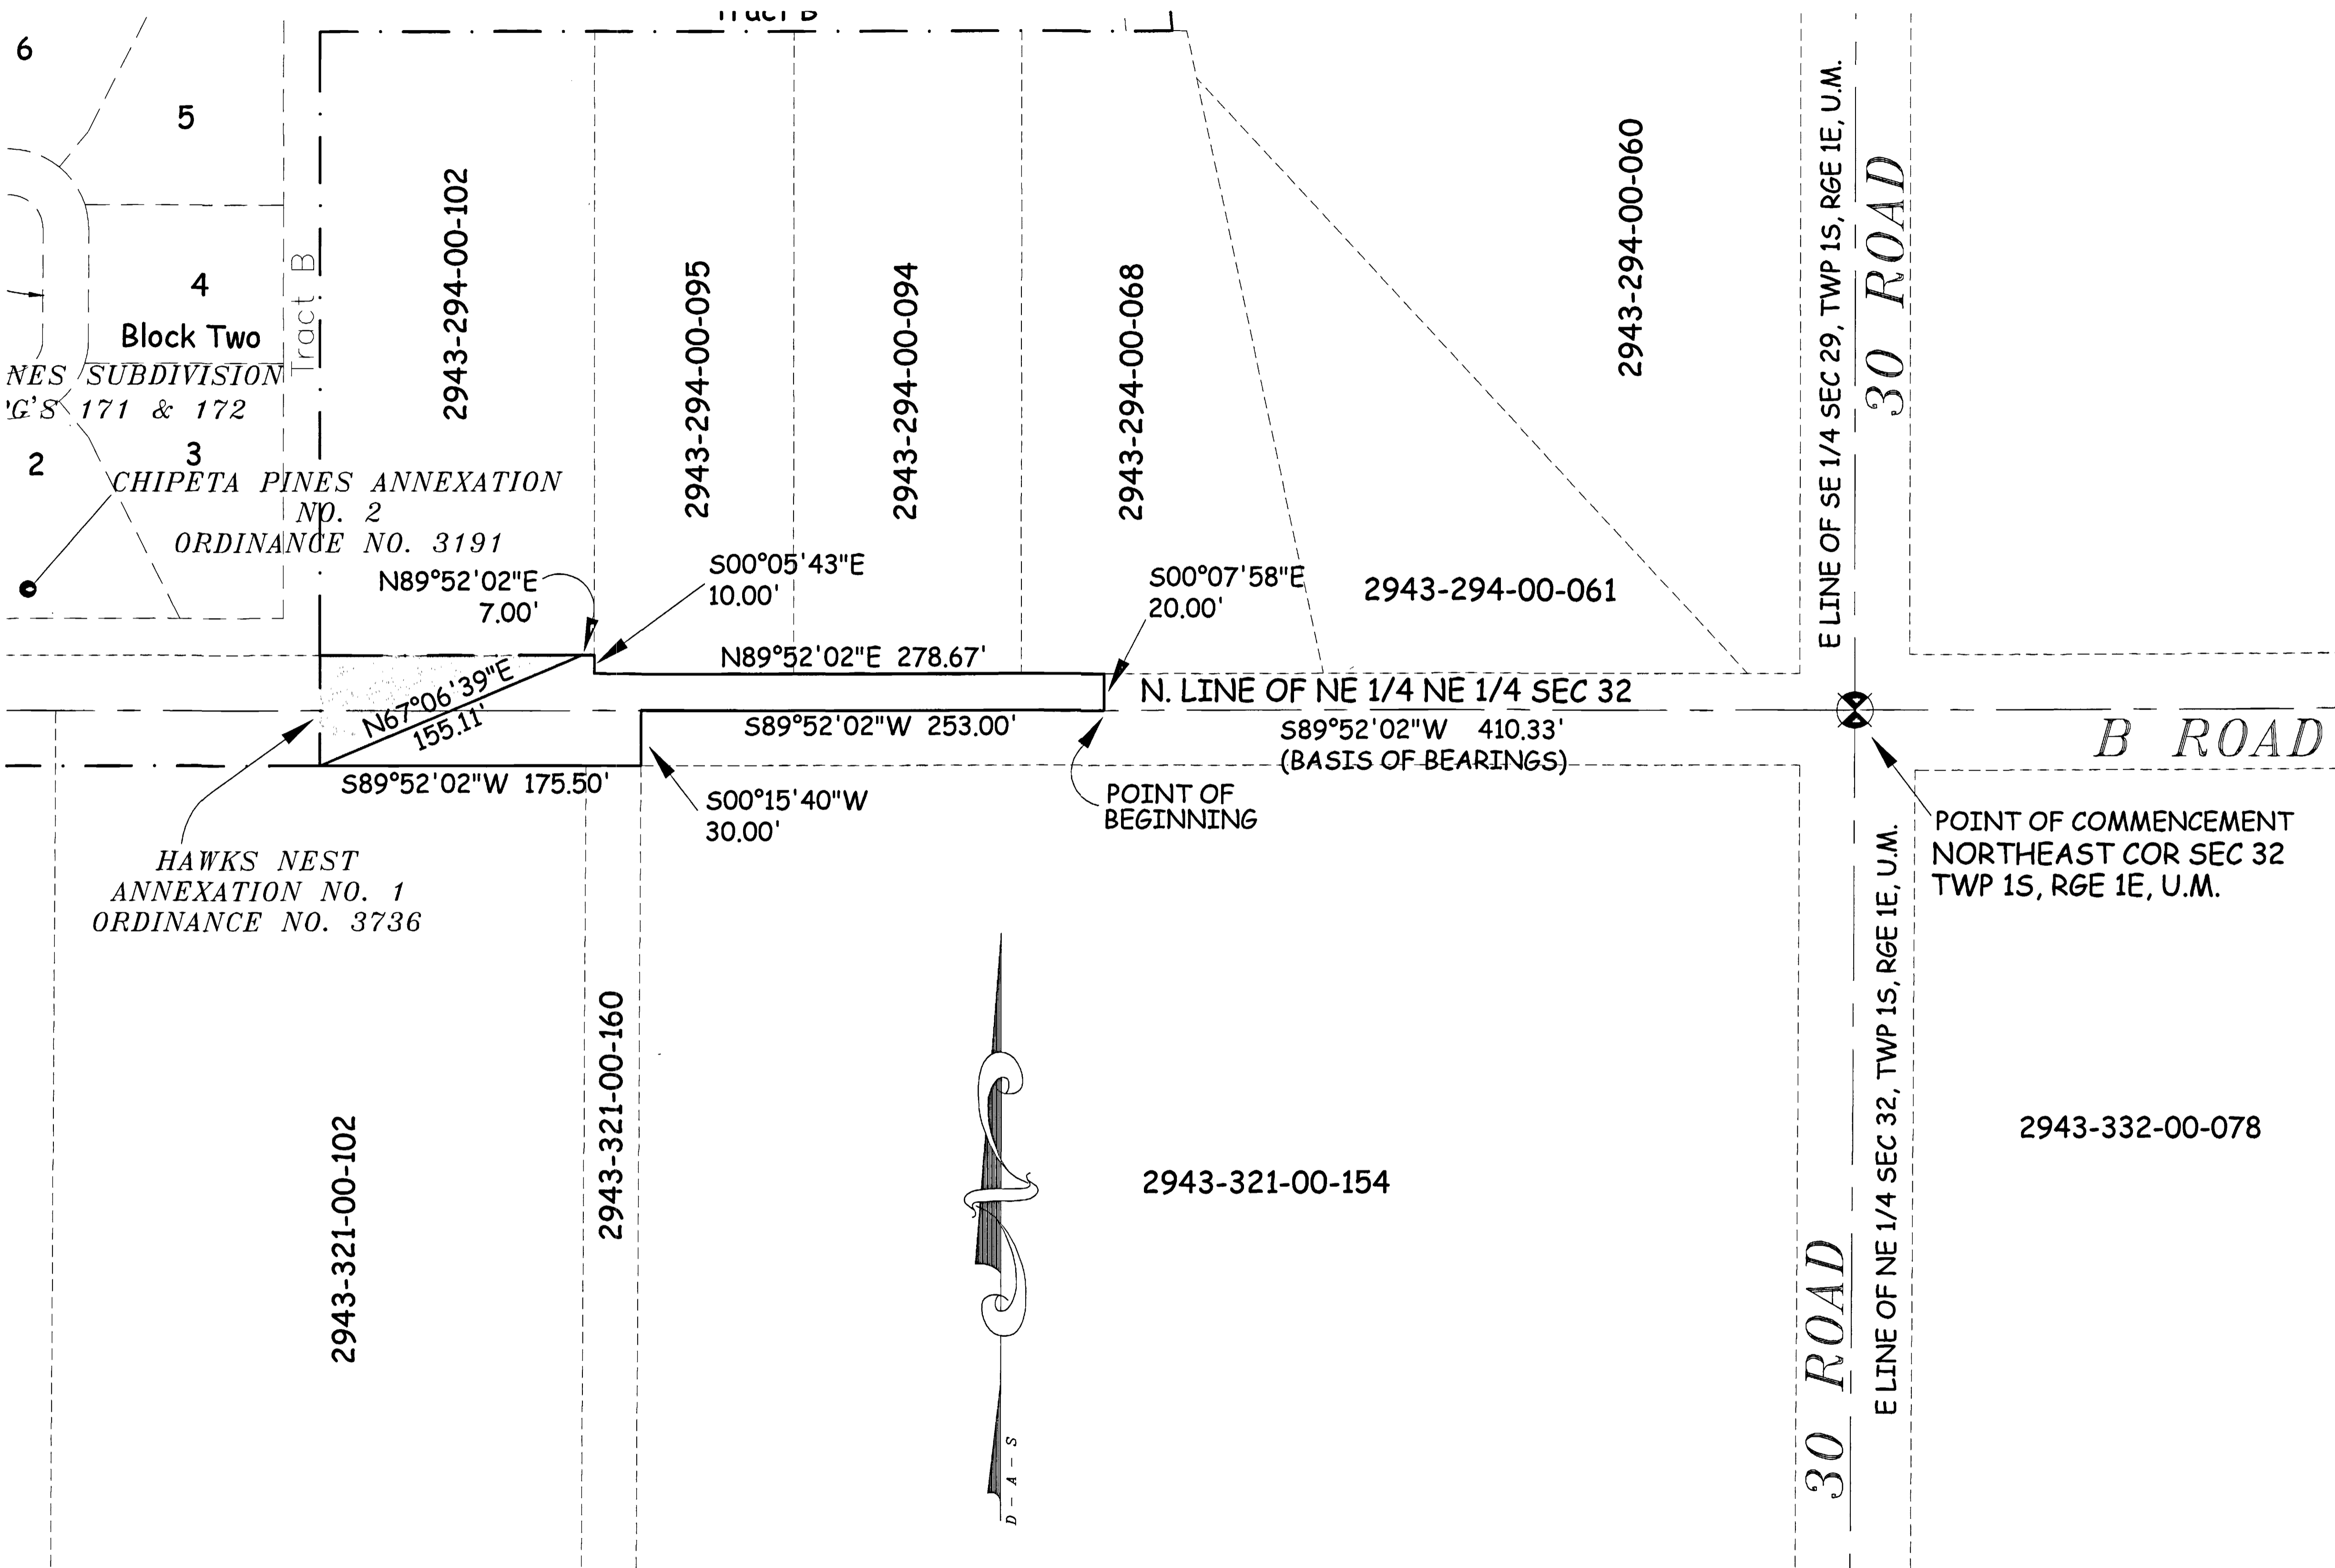 Tract B
6
5
4
Block Two
NES SUBDIVISION
'G'S 171 & 172
2
3
Tract B
CHIPETA PINES ANNEXATION
NO. 2
ORDINANCE NO. 3191
2943-294-00-102
2943-294-00-095
2943-294-00-094
2943-294-00-068
2943-294-00-060
2943-294-00-061
E LINE OF SE 1/4 SEC 29, TWP 1S, RGE 1E, U.M.
30 ROAD
N89°52'02"E
7.00'
S00°05'43"E
10.00'
S00°07'58"E
20.00'
N89°52'02"E 278.67'
N67°06'39"E
155.11'
N. LINE OF NE 1/4 NE 1/4 SEC 32
S89°52'02"W 253.00'
S89°52'02"W 410.33'
(BASIS OF BEARINGS)
B ROAD
S89°52'02"W 175.50'
S00°15'40"W
30.00'
POINT OF
BEGINNING
POINT OF COMMENCEMENT
NORTHEAST COR SEC 32
TWP 1S, RGE 1E, U.M.
HAWKS NEST
ANNEXATION NO. 1
ORDINANCE NO. 3736
2943-321-00-102
2943-321-00-160
D-A-S
2943-321-00-154
30 ROAD
E LINE OF NE 1/4 SEC 32, TWP 1S, RGE 1E, U.M.
2943-332-00-078